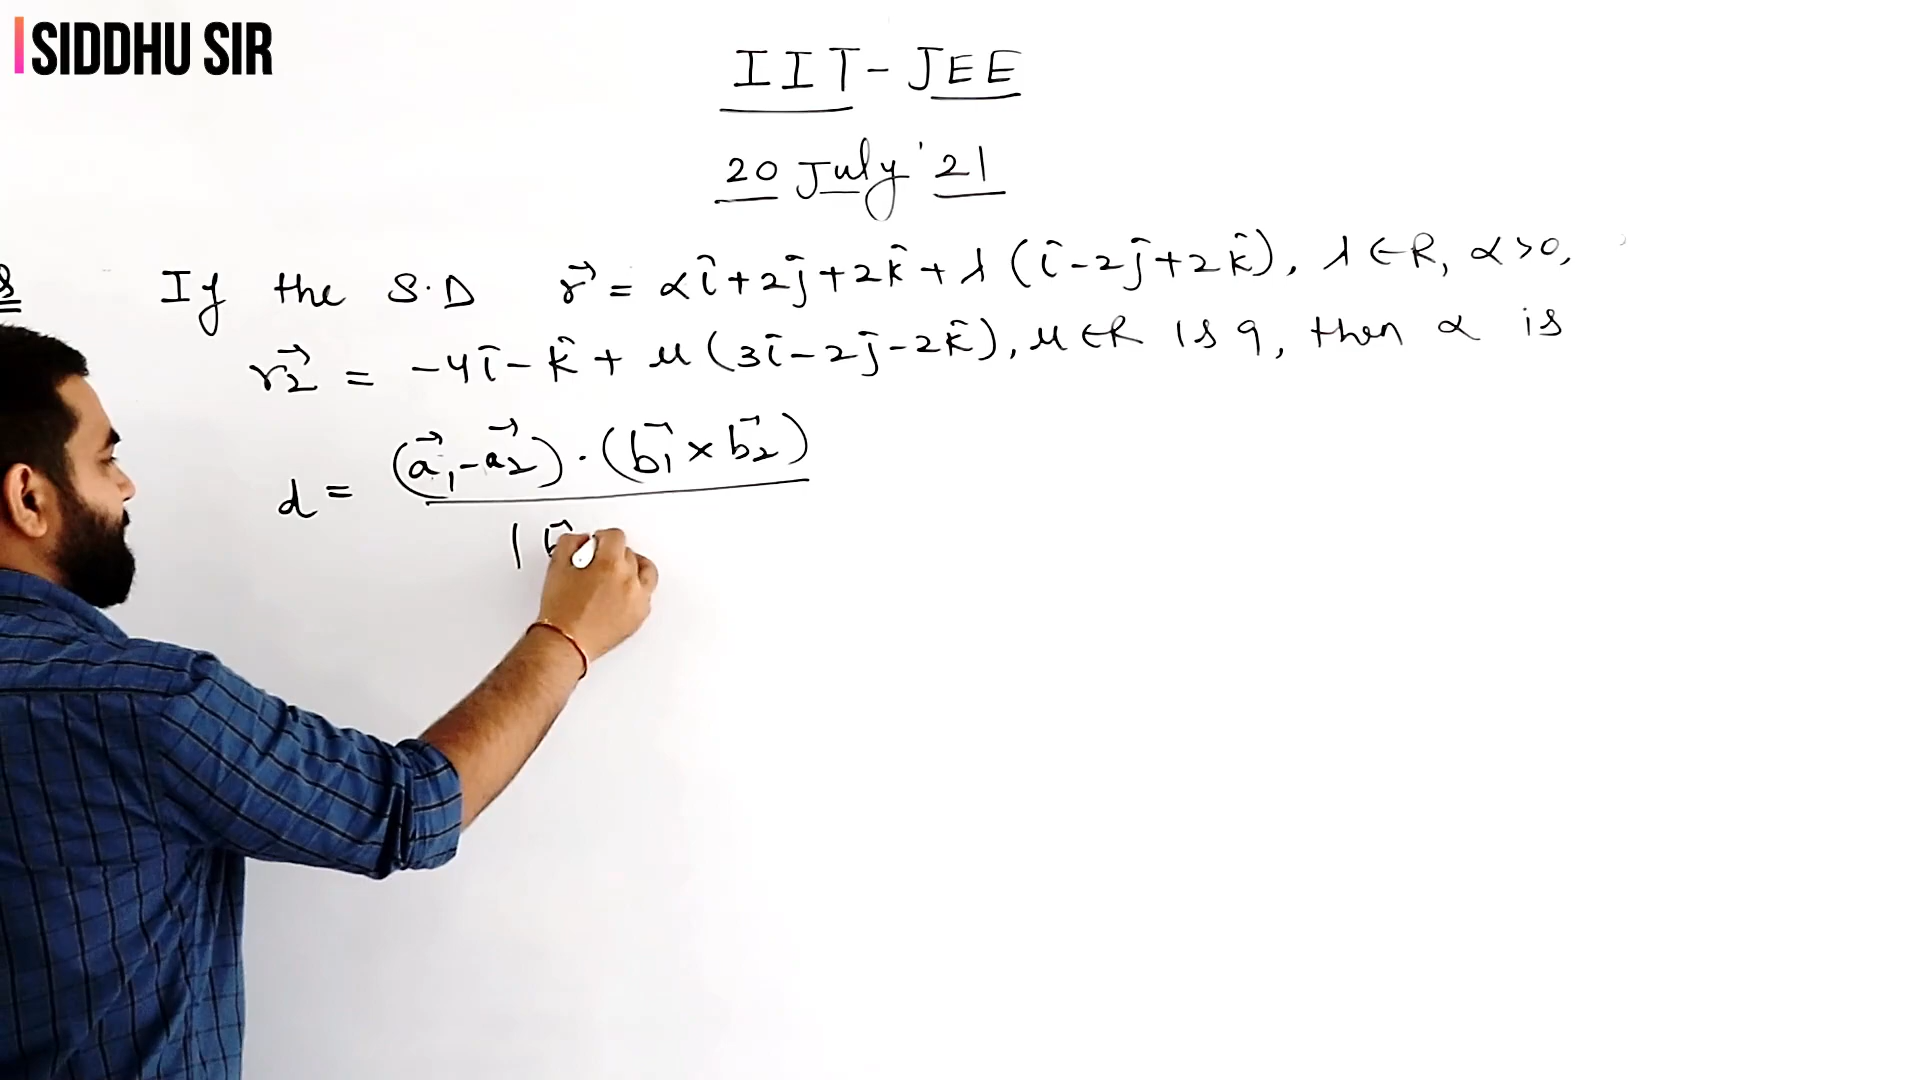 SIDDHU SIR
IIT-JEE
20 July '21
If the S.D r⃗ = αî+2ĵ+2k̂+λ(î-2ĵ+2k̂), λ∈R, α>0,
r⃗2 = -4î-k̂+μ(3î-2ĵ-2k̂), μ∈R is 9, then α is
d = (a⃗1-a⃗2)·(b⃗1×b⃗2)
|b⃗